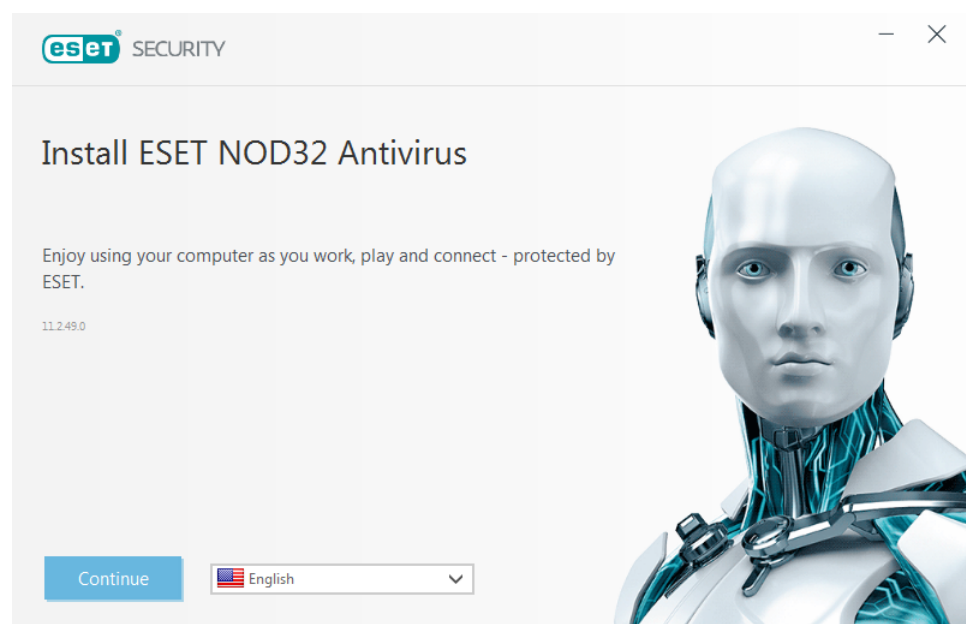 eseT® SECURITY
Install ESET NOD32 Antivirus
Enjoy using your computer as you work, play and connect - protected by
ESET.
11.2.49.0
Continue
English